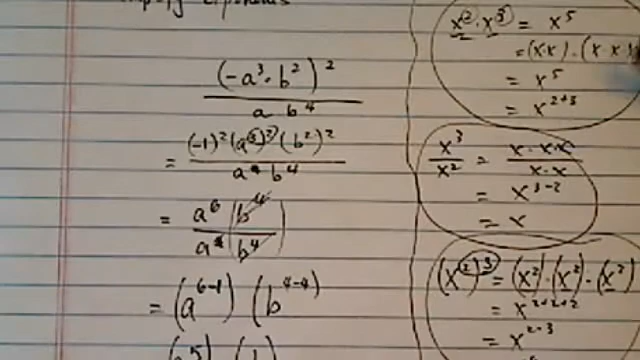 (-a³·b²)²
a b⁴
= (-1)²(a³)²(b²)²
a b⁴
= a⁶ b⁴
a b⁴
= (a⁶⁻¹) (b⁴⁻⁴)
x²·x³ = x⁵
= (x·x)·(x·x·x)
= x⁵
= x²⁺³
x³ = x·x·x
x² x·x
= x³⁻²
= x
(x²)³ = (x²)·(x²)·(x²)
= x²⁺²⁺²
= x²·³